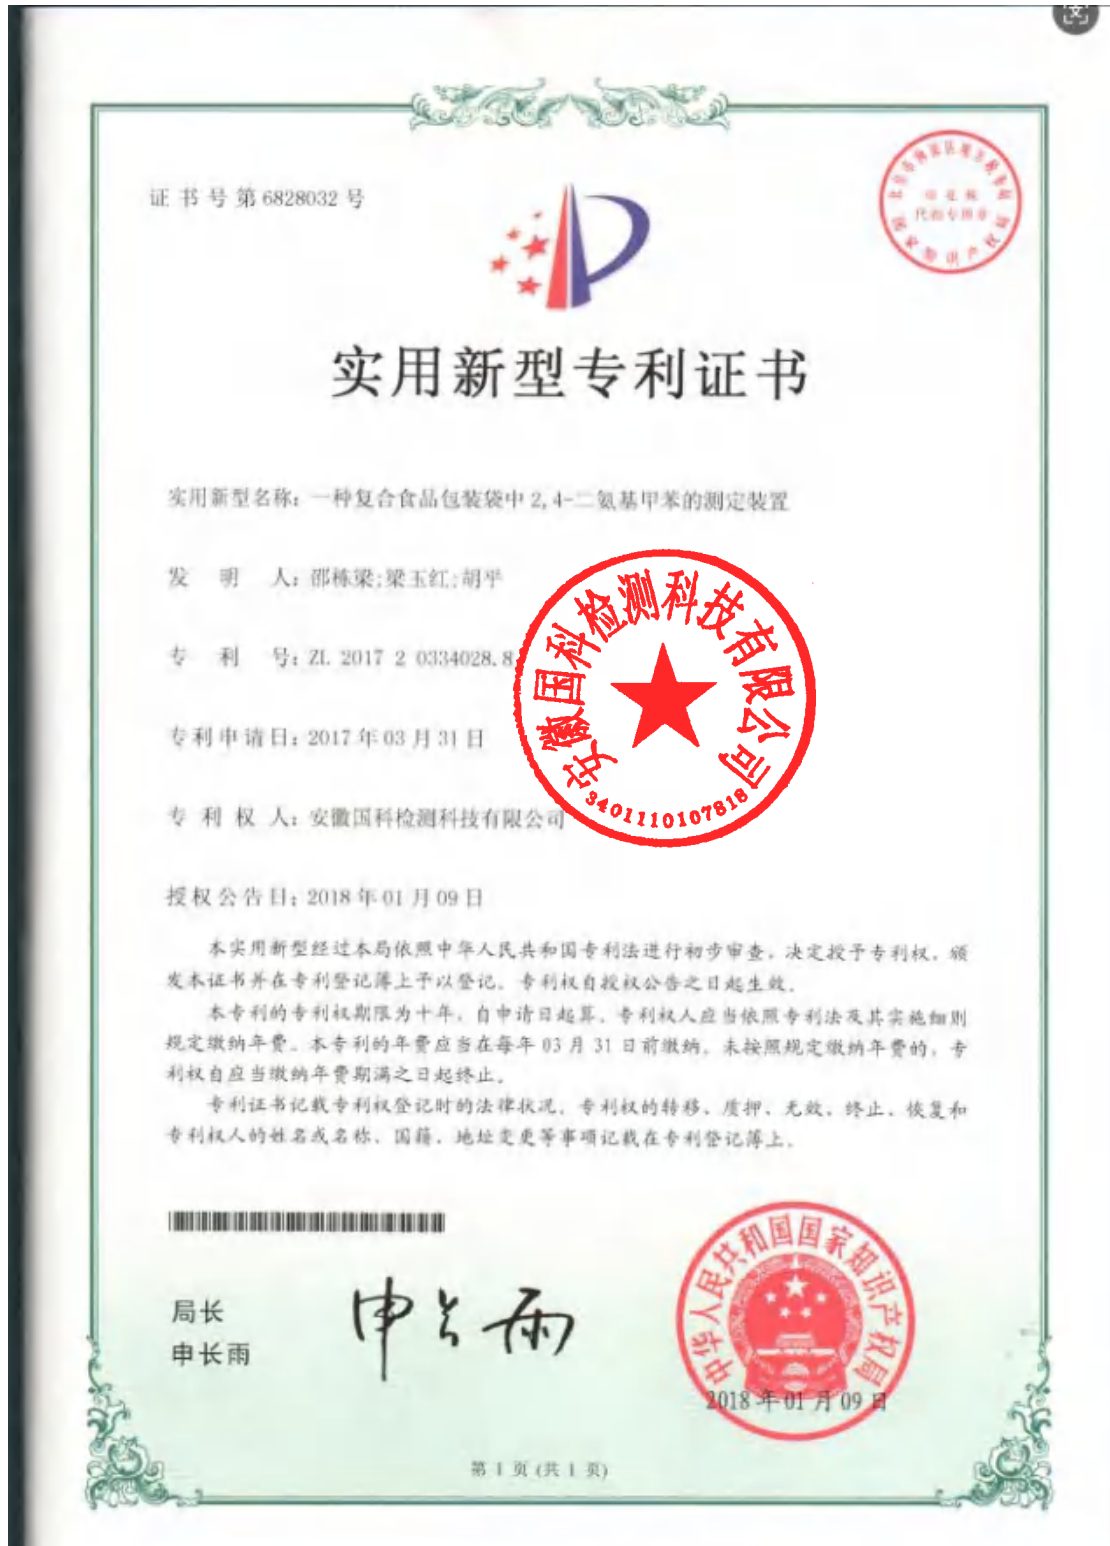 证书号第6828032号
国家知识产权局
代扣专用章
实用新型专利证书
实用新型名称：一种复合食品包装袋中2,4-二氨基甲苯的测定装置
发明人：邵栋梁;梁玉红;胡平
专利号：ZL 2017 2 0334028.8
专利申请日：2017年03月31日
专利权人：安徽国科检测科技有限公司
安徽国科检测科技有限公司
3401110107818
授权公告日：2018年01月09日
本实用新型经过本局依照中华人民共和国专利法进行初步审查，决定授予专利权，颁
发本证书并在专利登记簿上予以登记。专利权自授权公告之日起生效。
本专利的专利权期限为十年，自申请日起算。专利权人应当依照专利法及其实施细则
规定缴纳年费。本专利的年费应当在每年03月31日前缴纳。未按照规定缴纳年费的，专
利权自应当缴纳年费期满之日起终止。
专利证书记载专利权登记时的法律状况。专利权的转移、质押、无效、终止、恢复和
专利权人的姓名或名称、国籍、地址变更等事项记载在专利登记簿上。
局长
申长雨
申长雨
中华人民共和国国家知识产权局
2018年01月09日
第1页(共1页)